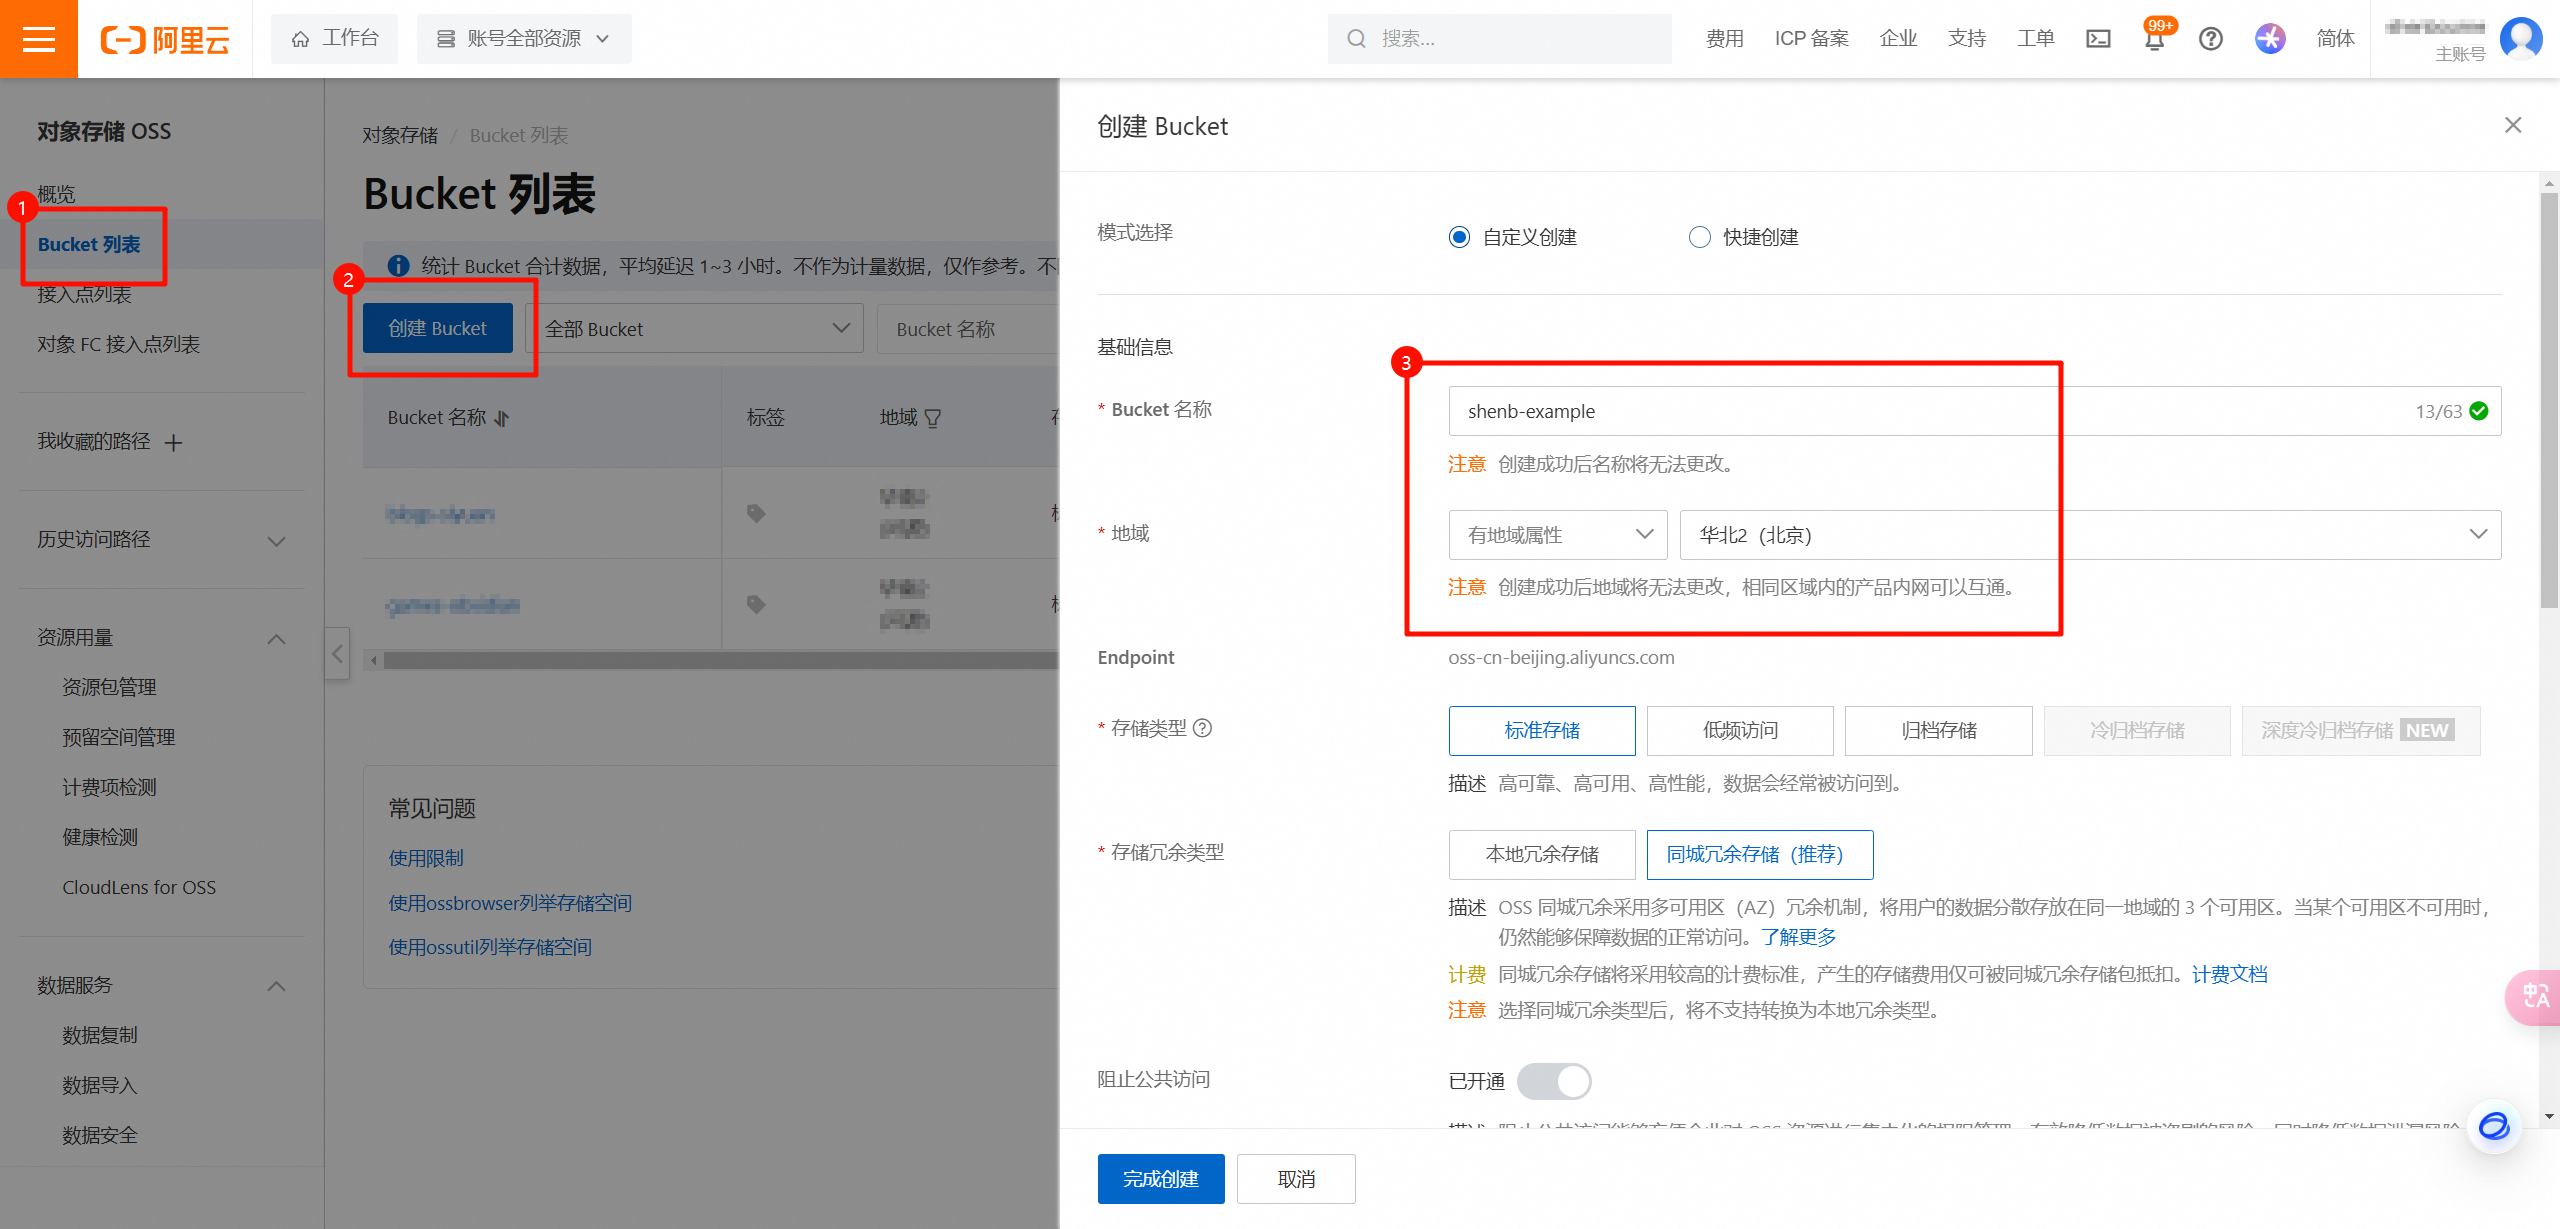 阿里云
工作台
账号全部资源
搜索...
费用
ICP 备案
企业
支持
工单
99+
简体
主账号
对象存储 OSS
概览
1
Bucket 列表
接入点列表
对象 FC 接入点列表
我收藏的路径
历史访问路径
资源用量
资源包管理
预留空间管理
计费项检测
健康检测
CloudLens for OSS
数据服务
数据复制
数据导入
数据安全
对象存储 / Bucket 列表
Bucket 列表
统计 Bucket 合计数据，平均延迟 1~3 小时。不作为计量数据，仅作参考。
2
创建 Bucket
全部 Bucket
Bucket 名称
Bucket 名称
标签
地域
常见问题
使用限制
使用ossbrowser列举存储空间
使用ossutil列举存储空间
创建 Bucket
模式选择
自定义创建
快捷创建
基础信息
3
* Bucket 名称
shenb-example
13/63
注意 创建成功后名称将无法更改。
* 地域
有地域属性
华北2（北京）
注意 创建成功后地域将无法更改，相同区域内的产品内网可以互通。
Endpoint
oss-cn-beijing.aliyuncs.com
* 存储类型
标准存储
低频访问
归档存储
冷归档存储
深度冷归档存储 NEW
描述 高可靠、高可用、高性能，数据会经常被访问到。
* 存储冗余类型
本地冗余存储
同城冗余存储（推荐）
描述 OSS 同城冗余采用多可用区（AZ）冗余机制，将用户的数据分散存放在同一地域的 3 个可用区。当某个可用区不可用时，
仍然能够保障数据的正常访问。了解更多
计费 同城冗余存储将采用较高的计费标准，产生的存储费用仅可被同城冗余存储包抵扣。计费文档
注意 选择同城冗余类型后，将不支持转换为本地冗余类型。
阻止公共访问
已开通
完成创建
取消